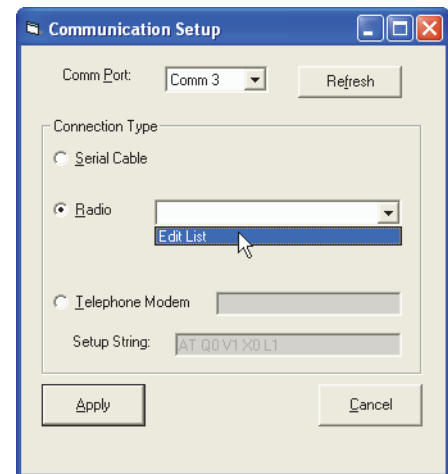 Communication Setup
Comm Port: Comm 3 Refresh
Connection Type
Serial Cable
Radio
Edit List
Telephone Modem
Setup String: AT Q0 V1 X0 L1
Apply Cancel